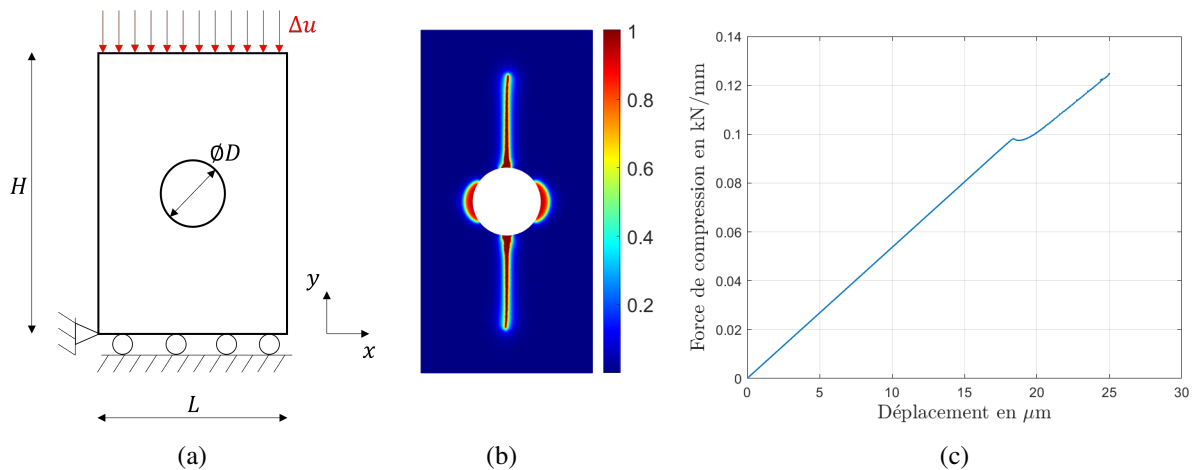 Δu
∅D
H
y
x
L
(a)
1
0.8
0.6
0.4
0.2
(b)
Force de compression en kN/mm
0.14
0.12
0.1
0.08
0.06
0.04
0.02
0
0 5 10 15 20 25 30
Déplacement en μm
(c)